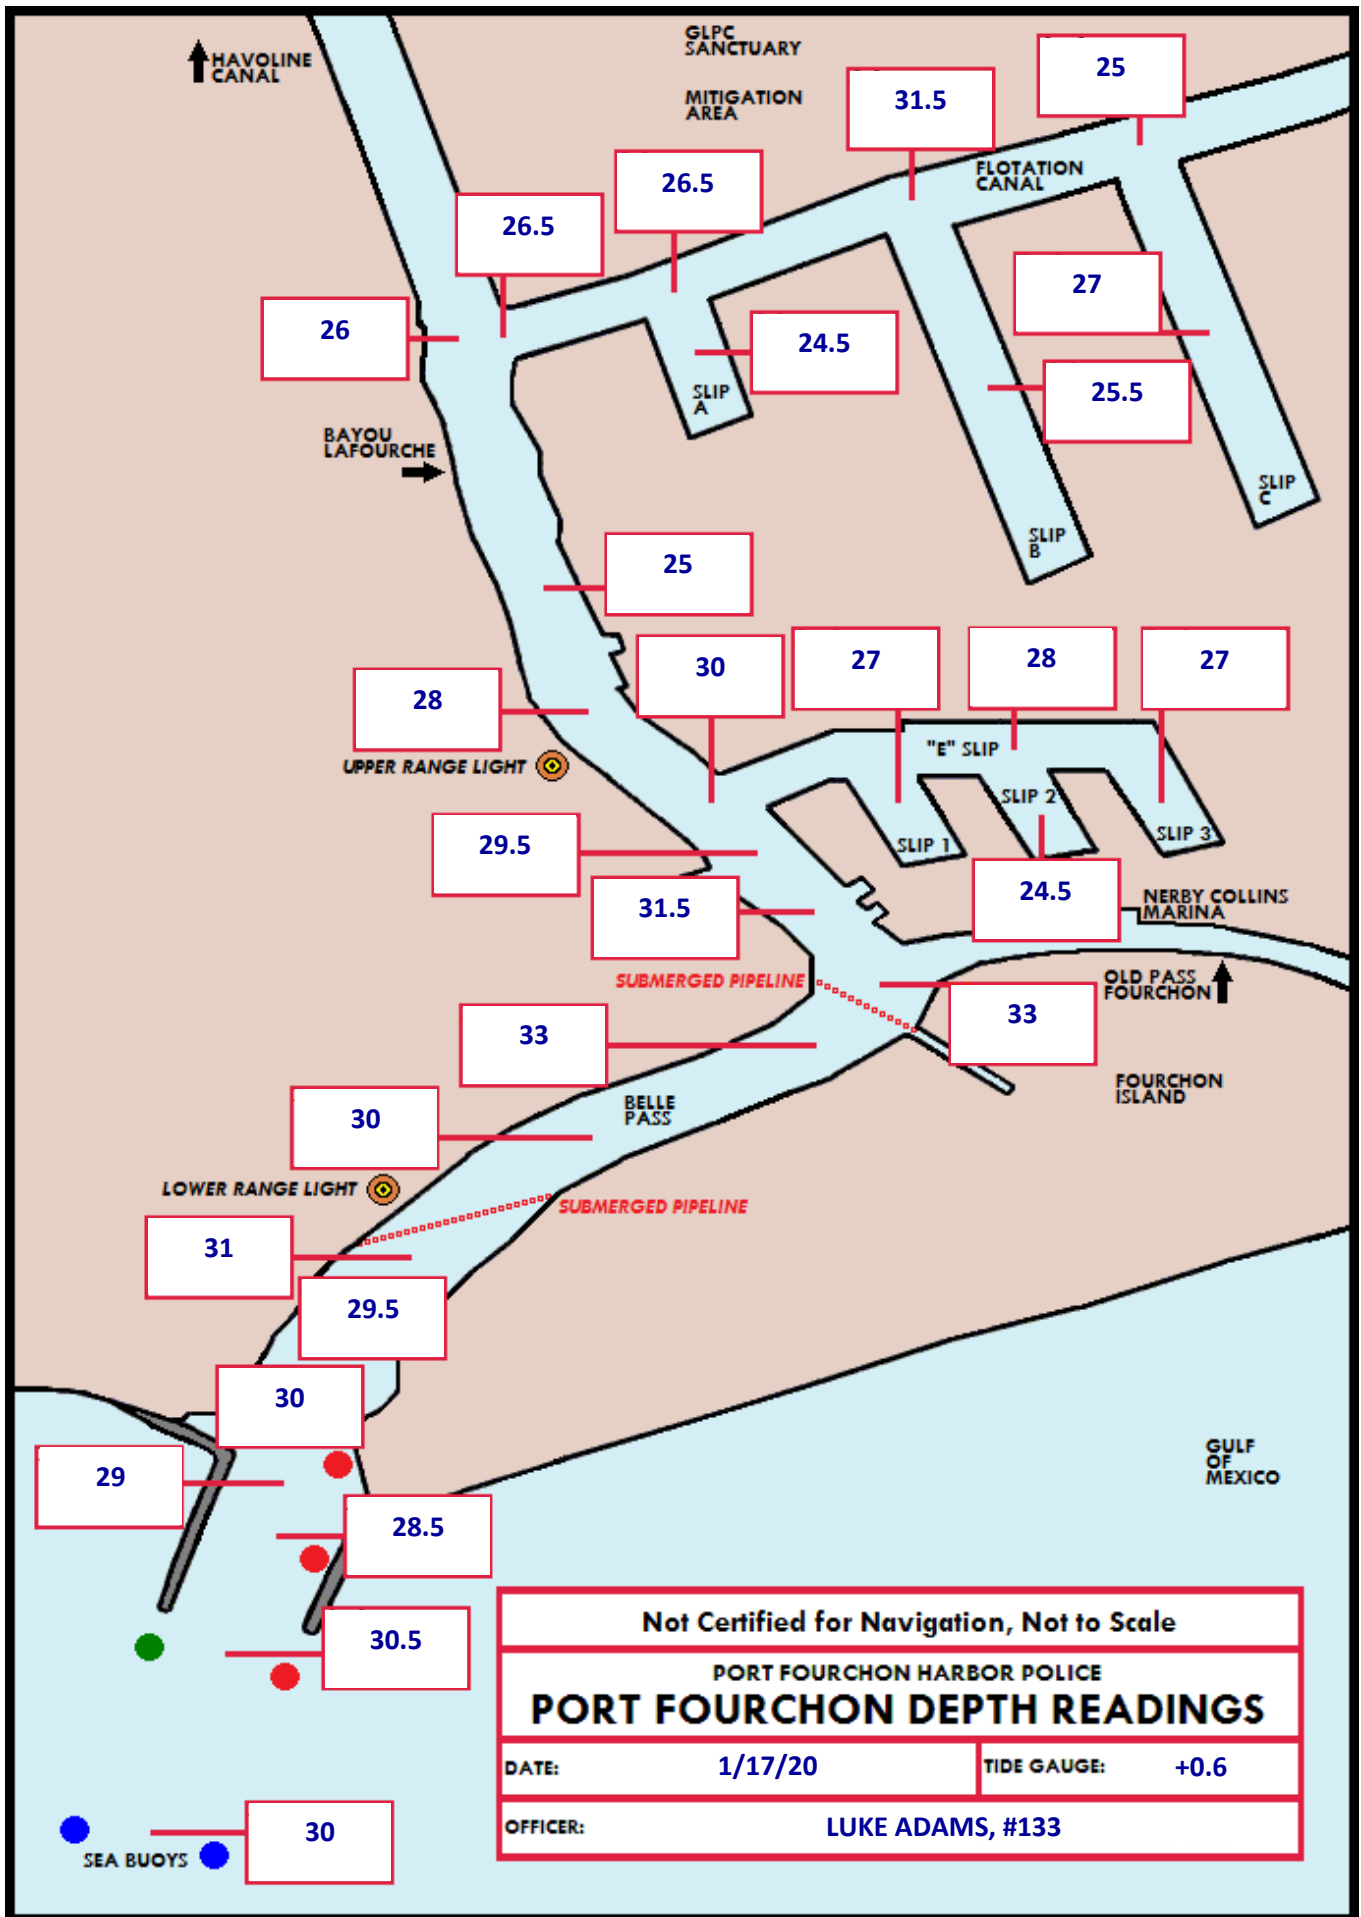 HAVOLINE
CANAL
GLPC
SANCTUARY
MITIGATION
AREA
25
31.5
FLOTATION
CANAL
26.5
26.5
26
24.5
27
25.5
SLIP
A
BAYOU
LAFOURCHE
SLIP
C
SLIP
B
25
30
27
28
27
28
"E" SLIP
UPPER RANGE LIGHT
SLIP 2
SLIP 1
SLIP 3
29.5
31.5
24.5
NERBY COLLINS
MARINA
SUBMERGED PIPELINE
OLD PASS
FOURCHON
33
33
FOURCHON
ISLAND
BELLE
PASS
30
LOWER RANGE LIGHT
SUBMERGED PIPELINE
31
29.5
30
29
GULF
OF
MEXICO
28.5
30.5
30
SEA BUOYS
Not Certified for Navigation, Not to Scale
PORT FOURCHON HARBOR POLICE
PORT FOURCHON DEPTH READINGS
DATE: 1/17/20 TIDE GAUGE: +0.6
OFFICER: LUKE ADAMS, #133